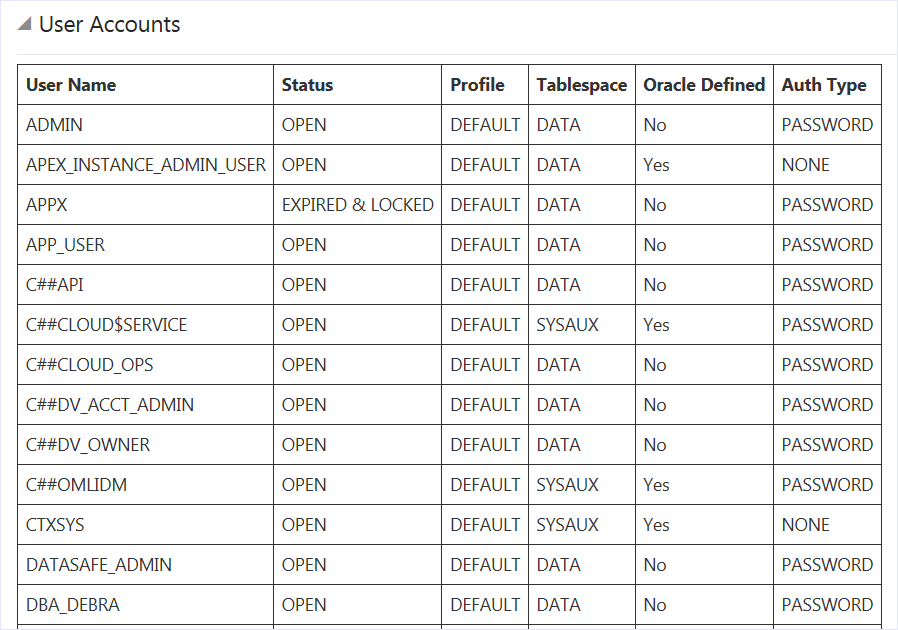 User Accounts
User Name Status Profile Tablespace Oracle Defined Auth Type
ADMIN OPEN DEFAULT DATA No PASSWORD
APEX_INSTANCE_ADMIN_USER OPEN DEFAULT DATA Yes NONE
APPX EXPIRED & LOCKED DEFAULT DATA No PASSWORD
APP_USER OPEN DEFAULT DATA No PASSWORD
C##API OPEN DEFAULT DATA No PASSWORD
C##CLOUD$SERVICE OPEN DEFAULT SYSAUX Yes PASSWORD
C##CLOUD_OPS OPEN DEFAULT DATA No PASSWORD
C##DV_ACCT_ADMIN OPEN DEFAULT DATA No PASSWORD
C##DV_OWNER OPEN DEFAULT DATA No PASSWORD
C##OMLIDM OPEN DEFAULT SYSAUX Yes PASSWORD
CTXSYS OPEN DEFAULT SYSAUX Yes NONE
DATASAFE_ADMIN OPEN DEFAULT DATA No PASSWORD
DBA_DEBRA OPEN DEFAULT DATA No PASSWORD